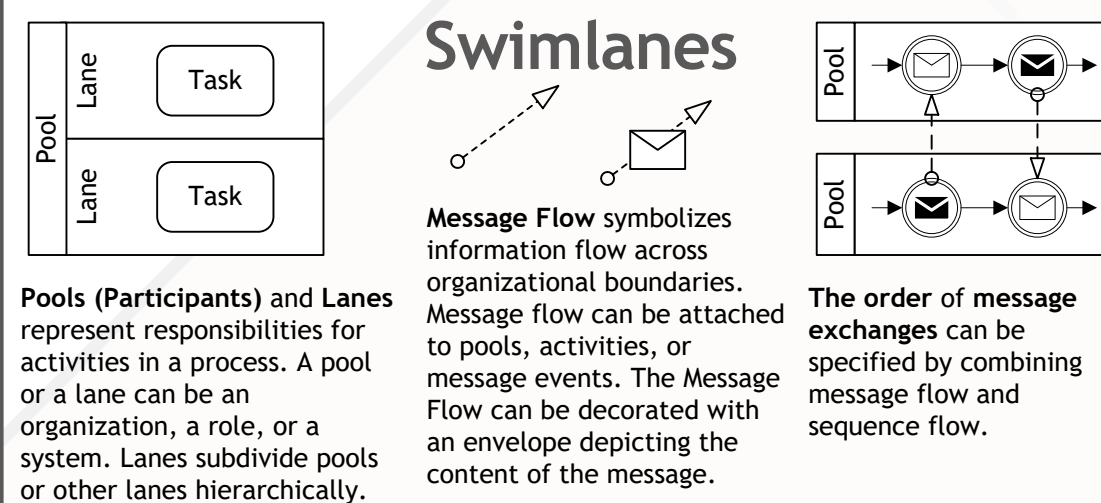 Swimlanes
Pool
Lane
Task
Lane
Task
Pools (Participants) and Lanes
represent responsibilities for
activities in a process. A pool
or a lane can be an
organization, a role, or a
system. Lanes subdivide pools
or other lanes hierarchically.
Message Flow symbolizes
information flow across
organizational boundaries.
Message flow can be attached
to pools, activities, or
message events. The Message
Flow can be decorated with
an envelope depicting the
content of the message.
Pool
Pool
The order of message
exchanges can be
specified by combining
message flow and
sequence flow.